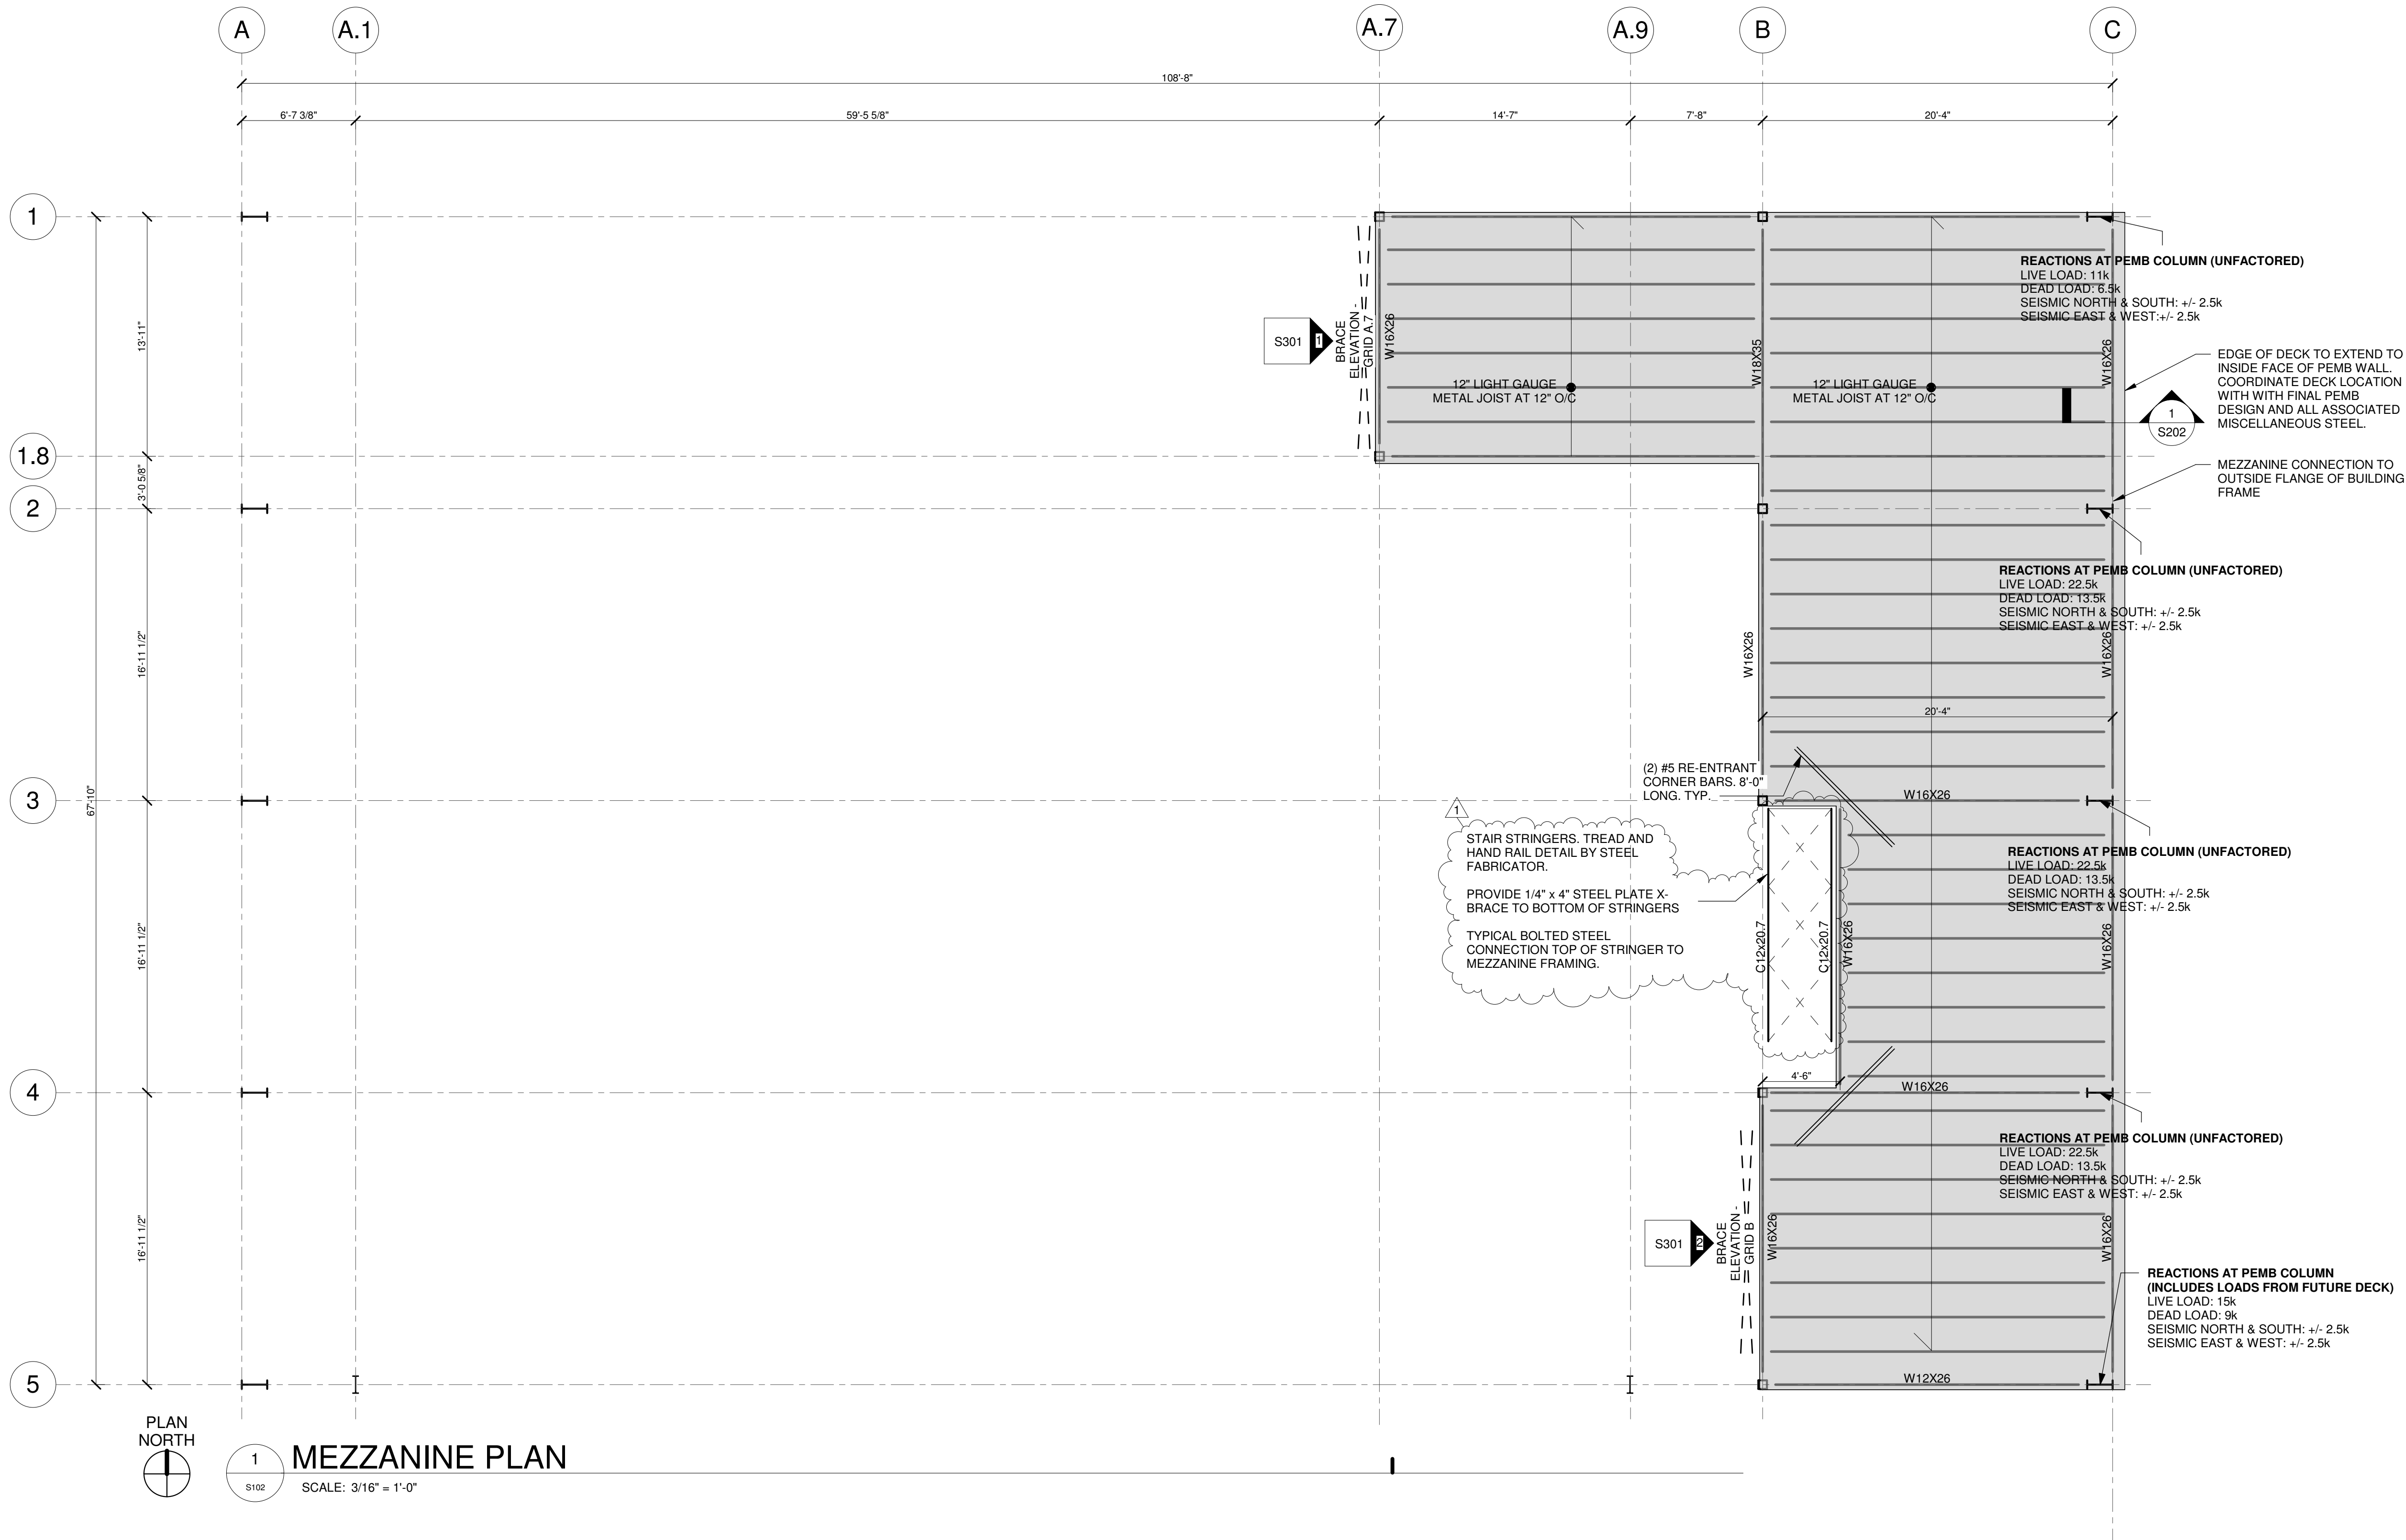 A
A.1
A.7
A.9
B
C
108'-8"
6'-7 3/8"
59'-5 5/8"
14'-7"
7'-8"
20'-4"
1
1.8
2
3
4
5
67'-10"
13'-11"
3'-0 5/8"
16'-11 1/2"
16'-11 1/2"
16'-11 1/2"
S301
1
BRACE
ELEVATION -
GRID A.7
W16X26
12" LIGHT GAUGE
METAL JOIST AT 12" O/C
W18X35
12" LIGHT GAUGE
METAL JOIST AT 12" O/C
W16X26
REACTIONS AT PEMB COLUMN (UNFACTORED)
LIVE LOAD: 11k
DEAD LOAD: 6.5k
SEISMIC NORTH & SOUTH: +/- 2.5k
SEISMIC EAST & WEST:+/- 2.5k
EDGE OF DECK TO EXTEND TO
INSIDE FACE OF PEMB WALL.
COORDINATE DECK LOCATION
WITH WITH FINAL PEMB
DESIGN AND ALL ASSOCIATED
MISCELLANEOUS STEEL.
1
S202
MEZZANINE CONNECTION TO
OUTSIDE FLANGE OF BUILDING
FRAME
REACTIONS AT PEMB COLUMN (UNFACTORED)
LIVE LOAD: 22.5k
DEAD LOAD: 13.5k
SEISMIC NORTH & SOUTH: +/- 2.5k
SEISMIC EAST & WEST: +/- 2.5k
W16X26
W16X26
20'-4"
(2) #5 RE-ENTRANT
CORNER BARS. 8'-0"
LONG. TYP.
W16X26
1
STAIR STRINGERS. TREAD AND
HAND RAIL DETAIL BY STEEL
FABRICATOR.
PROVIDE 1/4" x 4" STEEL PLATE X-
BRACE TO BOTTOM OF STRINGERS
TYPICAL BOLTED STEEL
CONNECTION TOP OF STRINGER TO
MEZZANINE FRAMING.
C12x20.7
C12x20.7
W16X26
W16X26
REACTIONS AT PEMB COLUMN (UNFACTORED)
LIVE LOAD: 22.5k
DEAD LOAD: 13.5k
SEISMIC NORTH & SOUTH: +/- 2.5k
SEISMIC EAST & WEST: +/- 2.5k
4'-6"
W16X26
REACTIONS AT PEMB COLUMN (UNFACTORED)
LIVE LOAD: 22.5k
DEAD LOAD: 13.5k
SEISMIC NORTH & SOUTH: +/- 2.5k
SEISMIC EAST & WEST: +/- 2.5k
S301
2
BRACE
ELEVATION -
GRID B
W16X26
W16X26
REACTIONS AT PEMB COLUMN
(INCLUDES LOADS FROM FUTURE DECK)
LIVE LOAD: 15k
DEAD LOAD: 9k
SEISMIC NORTH & SOUTH: +/- 2.5k
SEISMIC EAST & WEST: +/- 2.5k
W12X26
PLAN
NORTH
1
S102
MEZZANINE PLAN
SCALE: 3/16" = 1'-0"